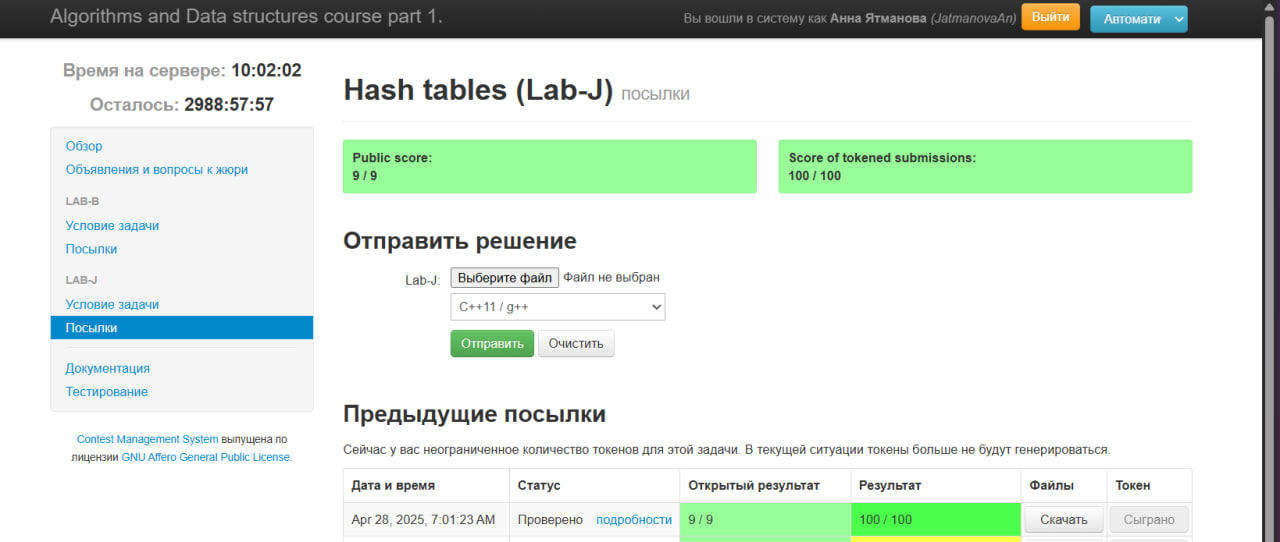 Algorithms and Data structures course part 1.
Вы вошли в систему как Анна Ятманова (JatmanovaAn) Выйти Автомати
Время на сервере: 10:02:02
Осталось: 2988:57:57
Обзор
Объявления и вопросы к жюри
LAB-B
Условие задачи
Посылки
LAB-J
Условие задачи
Посылки
Документация
Тестирование
Contest Management System выпущена по
лицензии GNU Affero General Public License.
Hash tables (Lab-J) посылки
Public score:
9 / 9
Score of tokened submissions:
100 / 100
Отправить решение
Lab-J: Выберите файл Файл не выбран
C++11 / g++
Отправить Очистить
Предыдущие посылки
Сейчас у вас неограниченное количество токенов для этой задачи. В текущей ситуации токены больше не будут генерироваться.
Дата и время Статус Открытый результат Результат Файлы Токен
Apr 28, 2025, 7:01:23 AM Проверено подробности 9 / 9 100 / 100 Скачать Сыграно